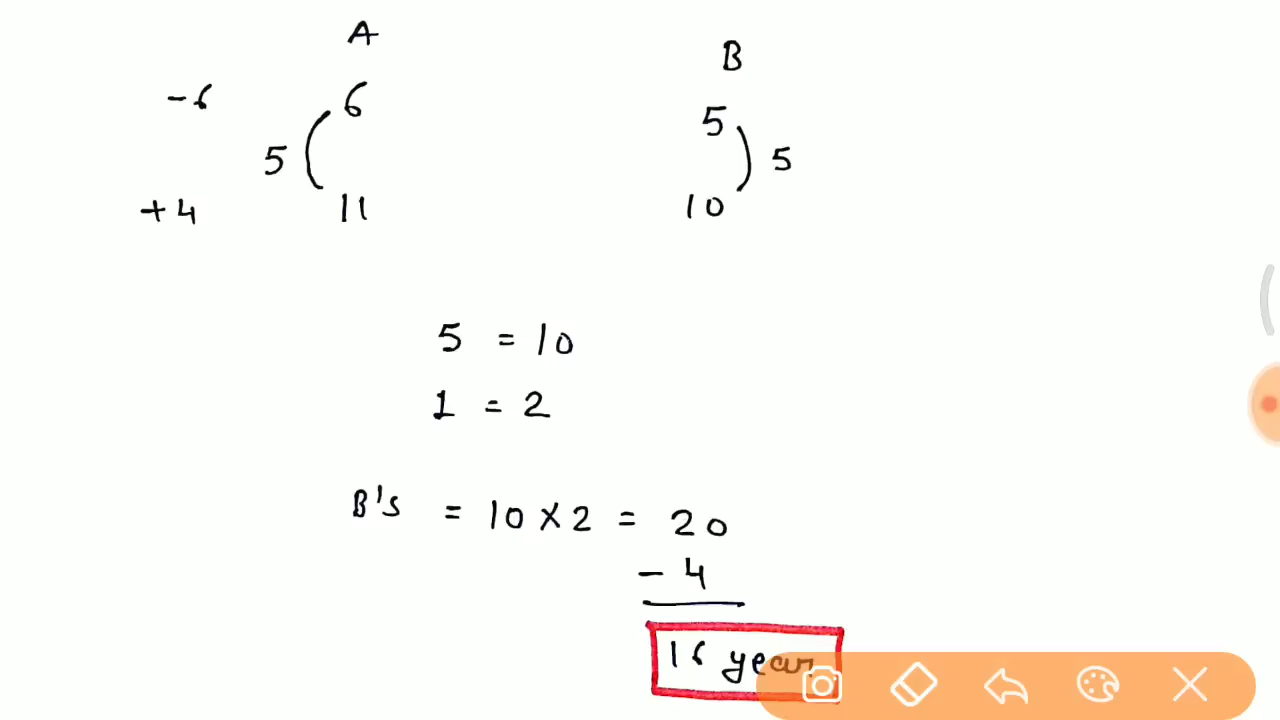 A
B
- 6 6
5
5 5
+ 4 11 10
5 = 10
1 = 2
B's = 10 × 2 = 20
- 4
16 year